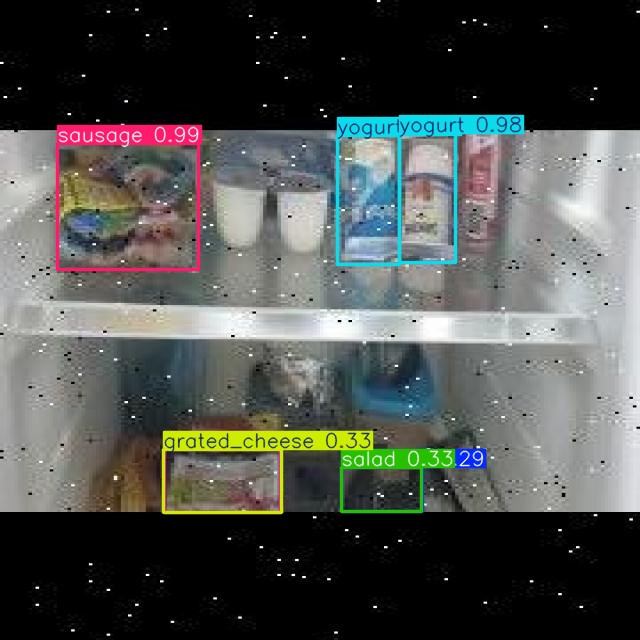 sausage 0.99
yogurt
yogurt 0.98
grated_cheese 0.33
salad 0.33
.29